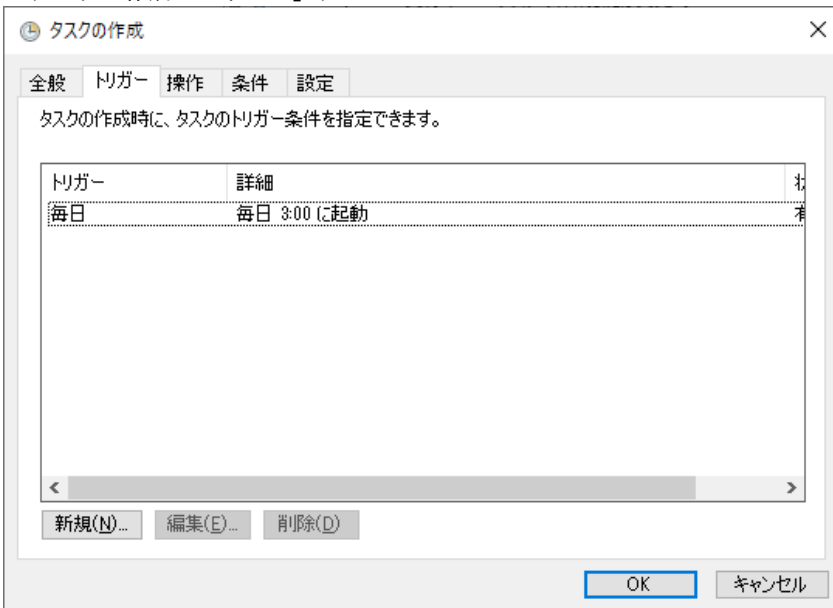 タスクの作成
全般 トリガー 操作 条件 設定
タスクの作成時に、タスクのトリガー条件を指定できます。
トリガー 詳細
毎日 毎日 3:00 に起動
新規(N)... 編集(E)... 削除(D)
OK キャンセル